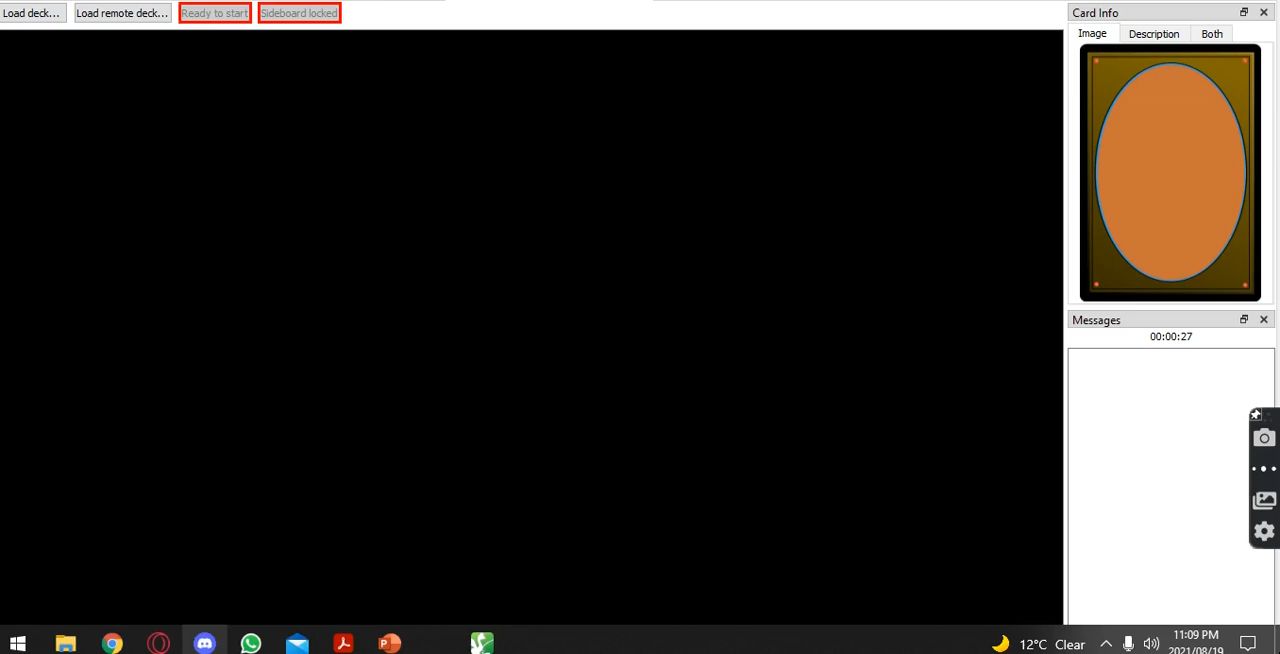 Load deck...
Load remote deck...
Ready to start
Sideboard locked
Card Info
Image
Description
Both
Messages
00:00:27
12°C Clear
11:09 PM
2021/08/19